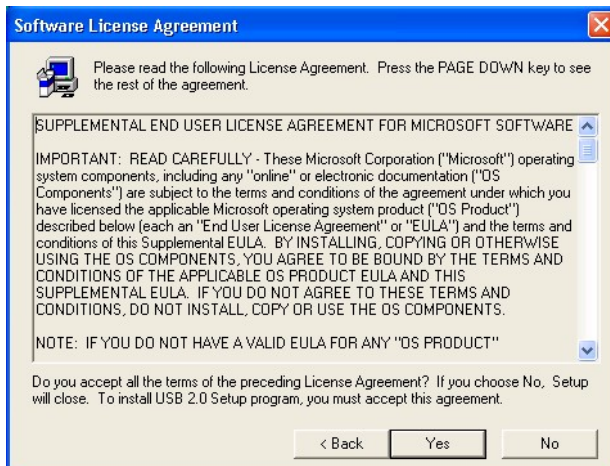 Software License Agreement
Please read the following License Agreement.  Press the PAGE DOWN key to see
the rest of the agreement.
SUPPLEMENTAL END USER LICENSE AGREEMENT FOR MICROSOFT SOFTWARE
IMPORTANT:  READ CAREFULLY - These Microsoft Corporation ("Microsoft") operating
system components, including any "online" or electronic documentation ("OS
Components") are subject to the terms and conditions of the agreement under which you
have licensed the applicable Microsoft operating system product ("OS Product")
described below (each an "End User License Agreement" or "EULA") and the terms and
conditions of this Supplemental EULA.  BY INSTALLING, COPYING OR OTHERWISE
USING THE OS COMPONENTS, YOU AGREE TO BE BOUND BY THE TERMS AND
CONDITIONS OF THE APPLICABLE OS PRODUCT EULA AND THIS
SUPPLEMENTAL EULA.  IF YOU DO NOT AGREE TO THESE TERMS AND
CONDITIONS, DO NOT INSTALL, COPY OR USE THE OS COMPONENTS.
NOTE:  IF YOU DO NOT HAVE A VALID EULA FOR ANY "OS PRODUCT"
Do you accept all the terms of the preceding License Agreement?  If you choose No,  Setup
will close.  To install USB 2.0 Setup program, you must accept this agreement.
< Back
Yes
No